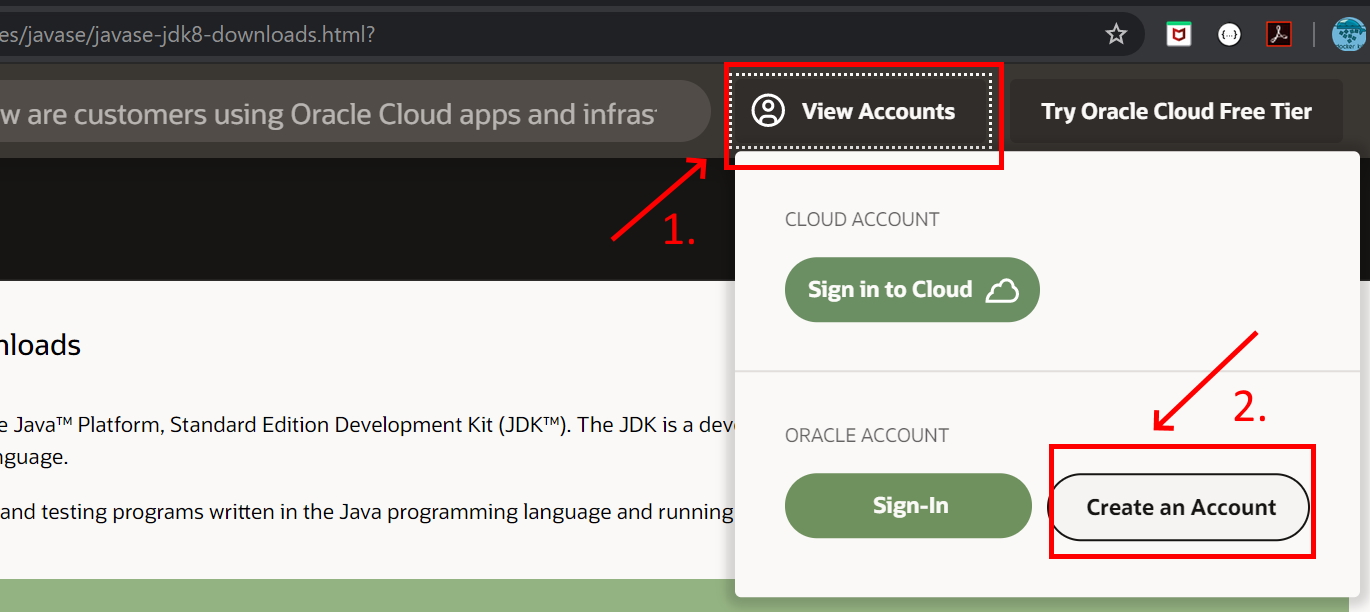 es/javase/javase-jdk8-downloads.html?
w are customers using Oracle Cloud apps and infras
View Accounts
Try Oracle Cloud Free Tier
1.
CLOUD ACCOUNT
Sign in to Cloud
nloads
2.
e Java™ Platform, Standard Edition Development Kit (JDK™). The JDK is a deve
nguage.
ORACLE ACCOUNT
Sign-In
Create an Account
and testing programs written in the Java programming language and running